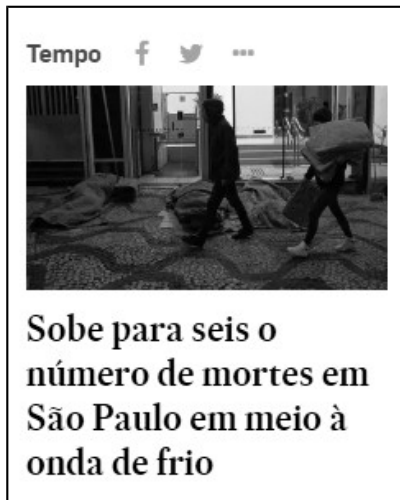 Tempo
Sobe para seis o
número de mortes em
São Paulo em meio à
onda de frio